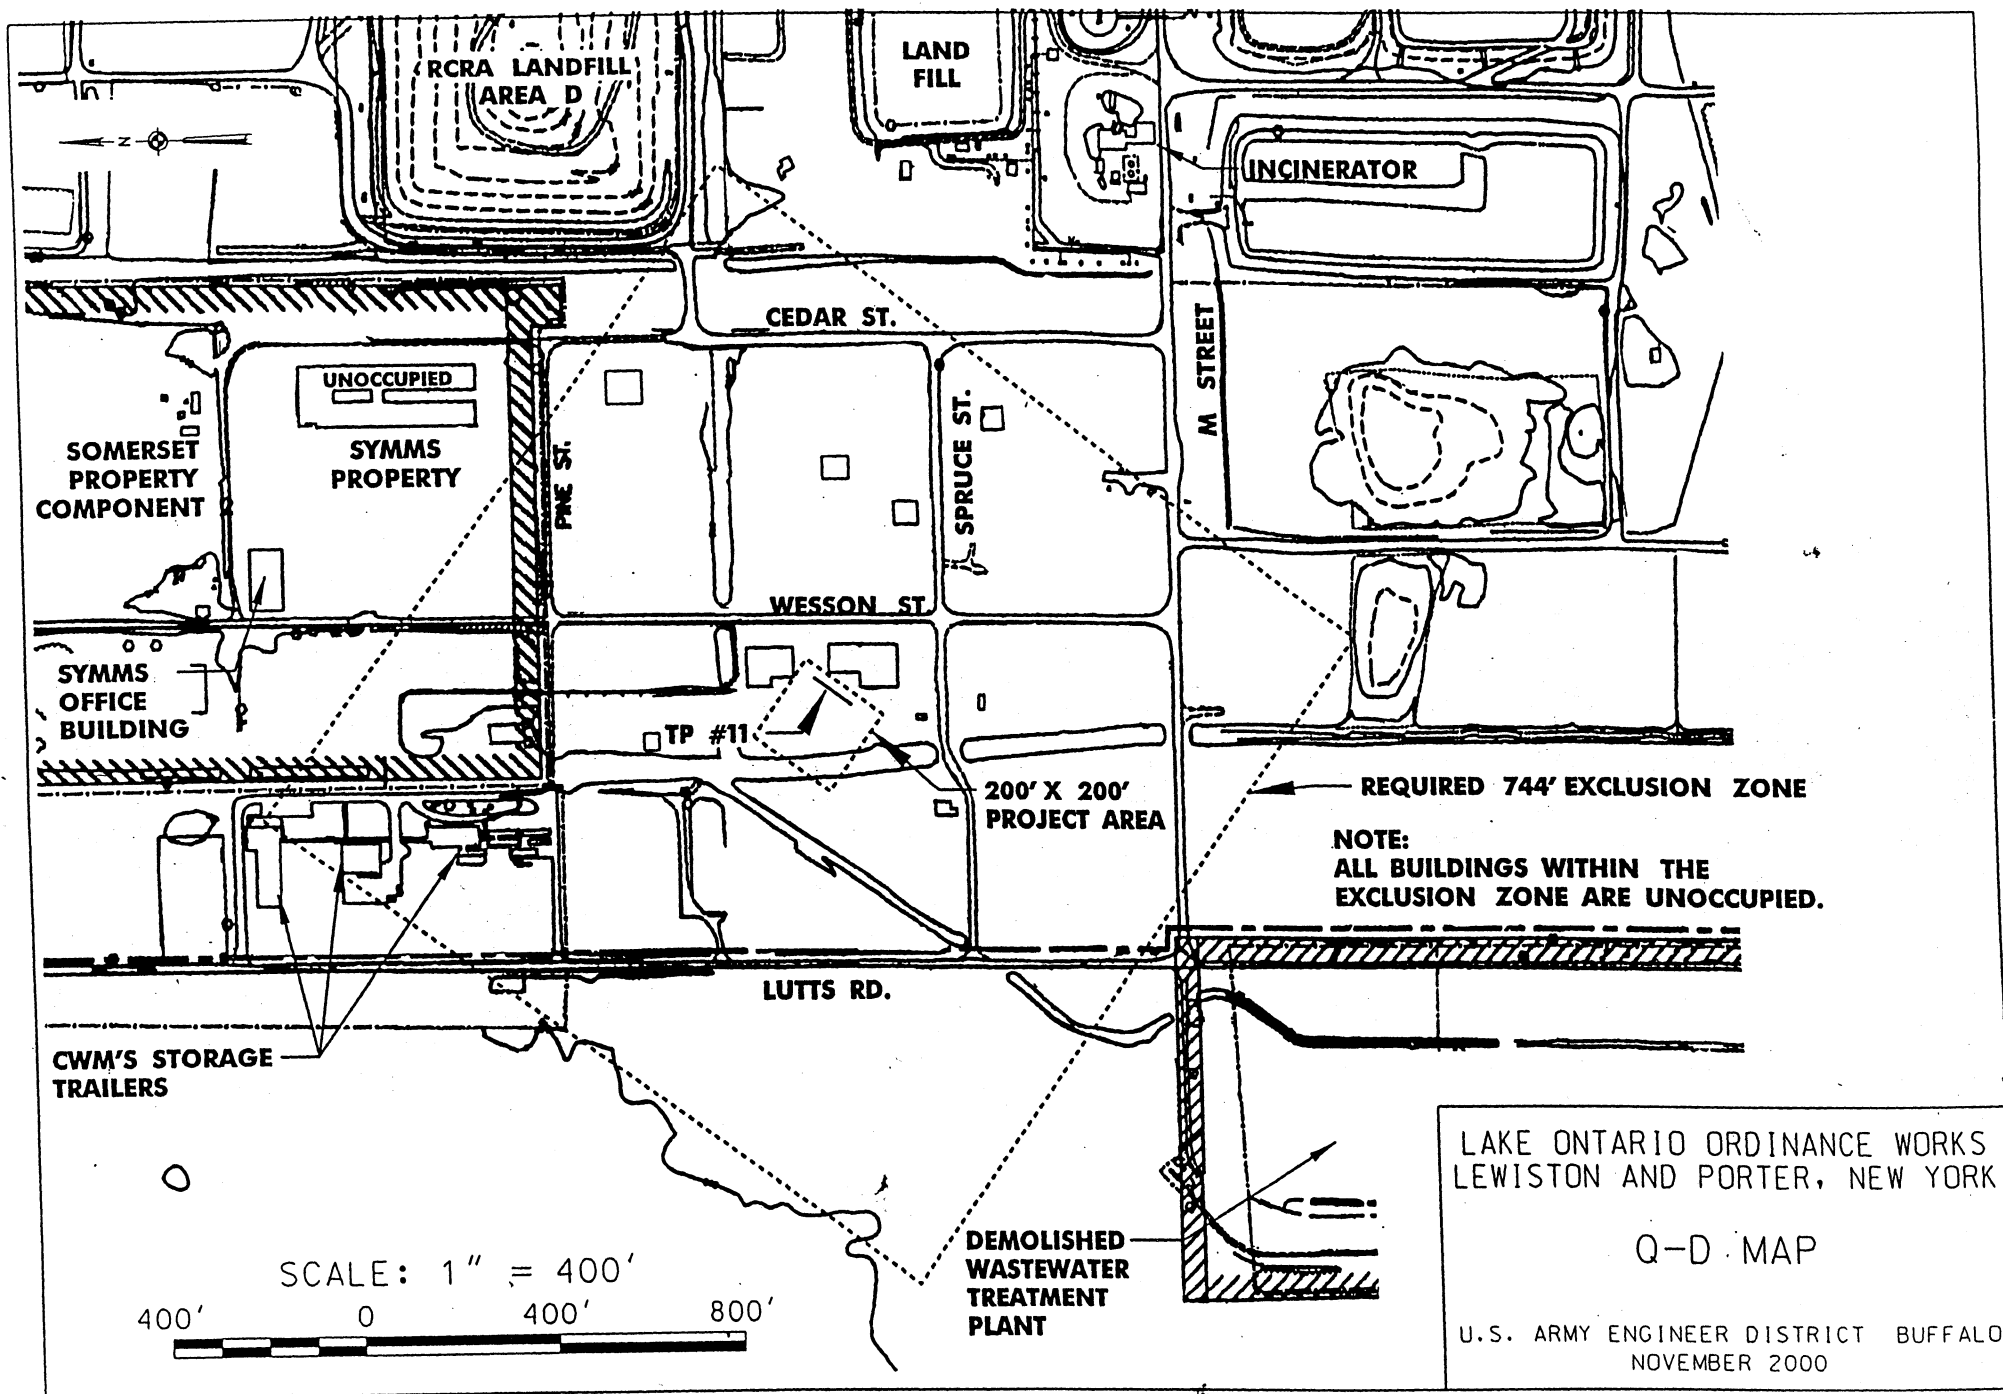 RCRA LANDFILL
AREA D
LAND
FILL
N
INCINERATOR
CEDAR ST.
M STREET
UNOCCUPIED
SOMERSET
PROPERTY
COMPONENT
SYMMS
PROPERTY
PINE ST.
SPRUCE ST.
WESSON ST
SYMMS
OFFICE
BUILDING
TP #11
200' X 200'
PROJECT AREA
REQUIRED 744' EXCLUSION ZONE
NOTE:
ALL BUILDINGS WITHIN THE
EXCLUSION ZONE ARE UNOCCUPIED.
LUTTS RD.
CWM'S STORAGE
TRAILERS
DEMOLISHED
WASTEWATER
TREATMENT
PLANT
SCALE: 1" = 400'
400' 0 400' 800'
LAKE ONTARIO ORDINANCE WORKS
LEWISTON AND PORTER, NEW YORK
Q-D MAP
U.S. ARMY ENGINEER DISTRICT BUFFALO
NOVEMBER 2000